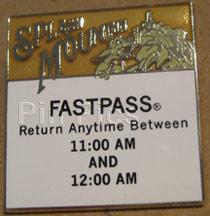 SPLASH
MOUNTAIN
FASTPASS®
Return Anytime Between
11:00 AM
AND
12:00 AM